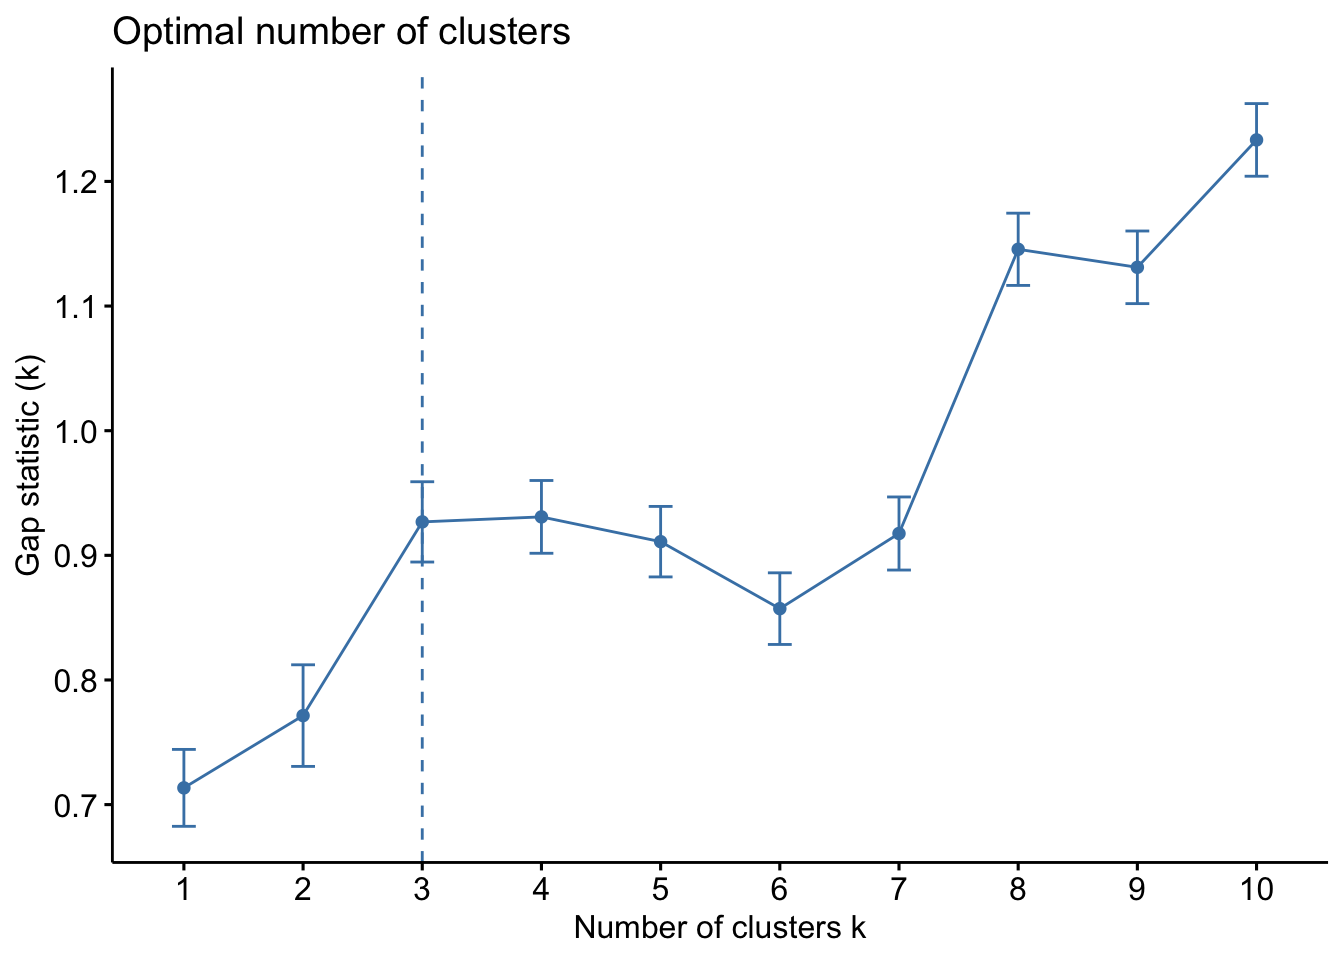 Optimal number of clusters
Gap statistic (k)
1.2
1.1
1.0
0.9
0.8
0.7
1 2 3 4 5 6 7 8 9 10
Number of clusters k